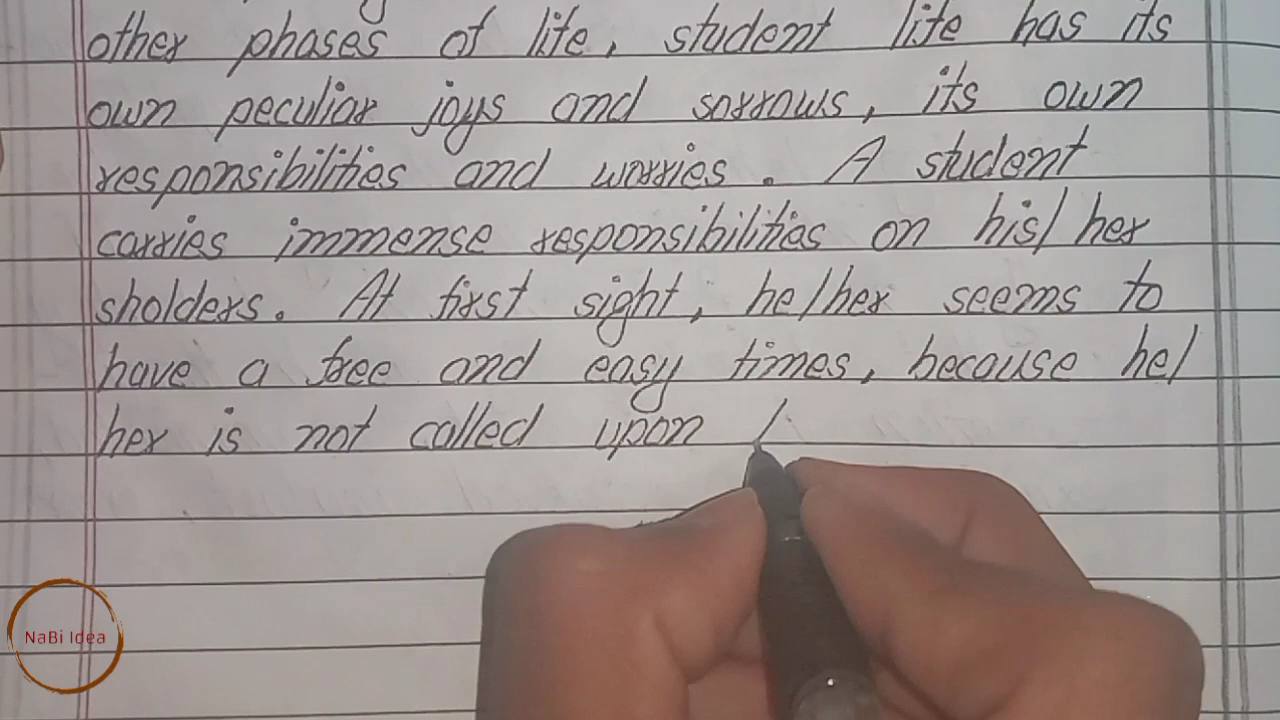 other phases of life, student life has its
own peculiar joys and sorrows, its own
responsibilities and worries. A student
carries immense responsibilities on his/her
sholders. At first sight, he/her seems to
have a free and easy times, because he/
her is not called upon
NaBi Idea